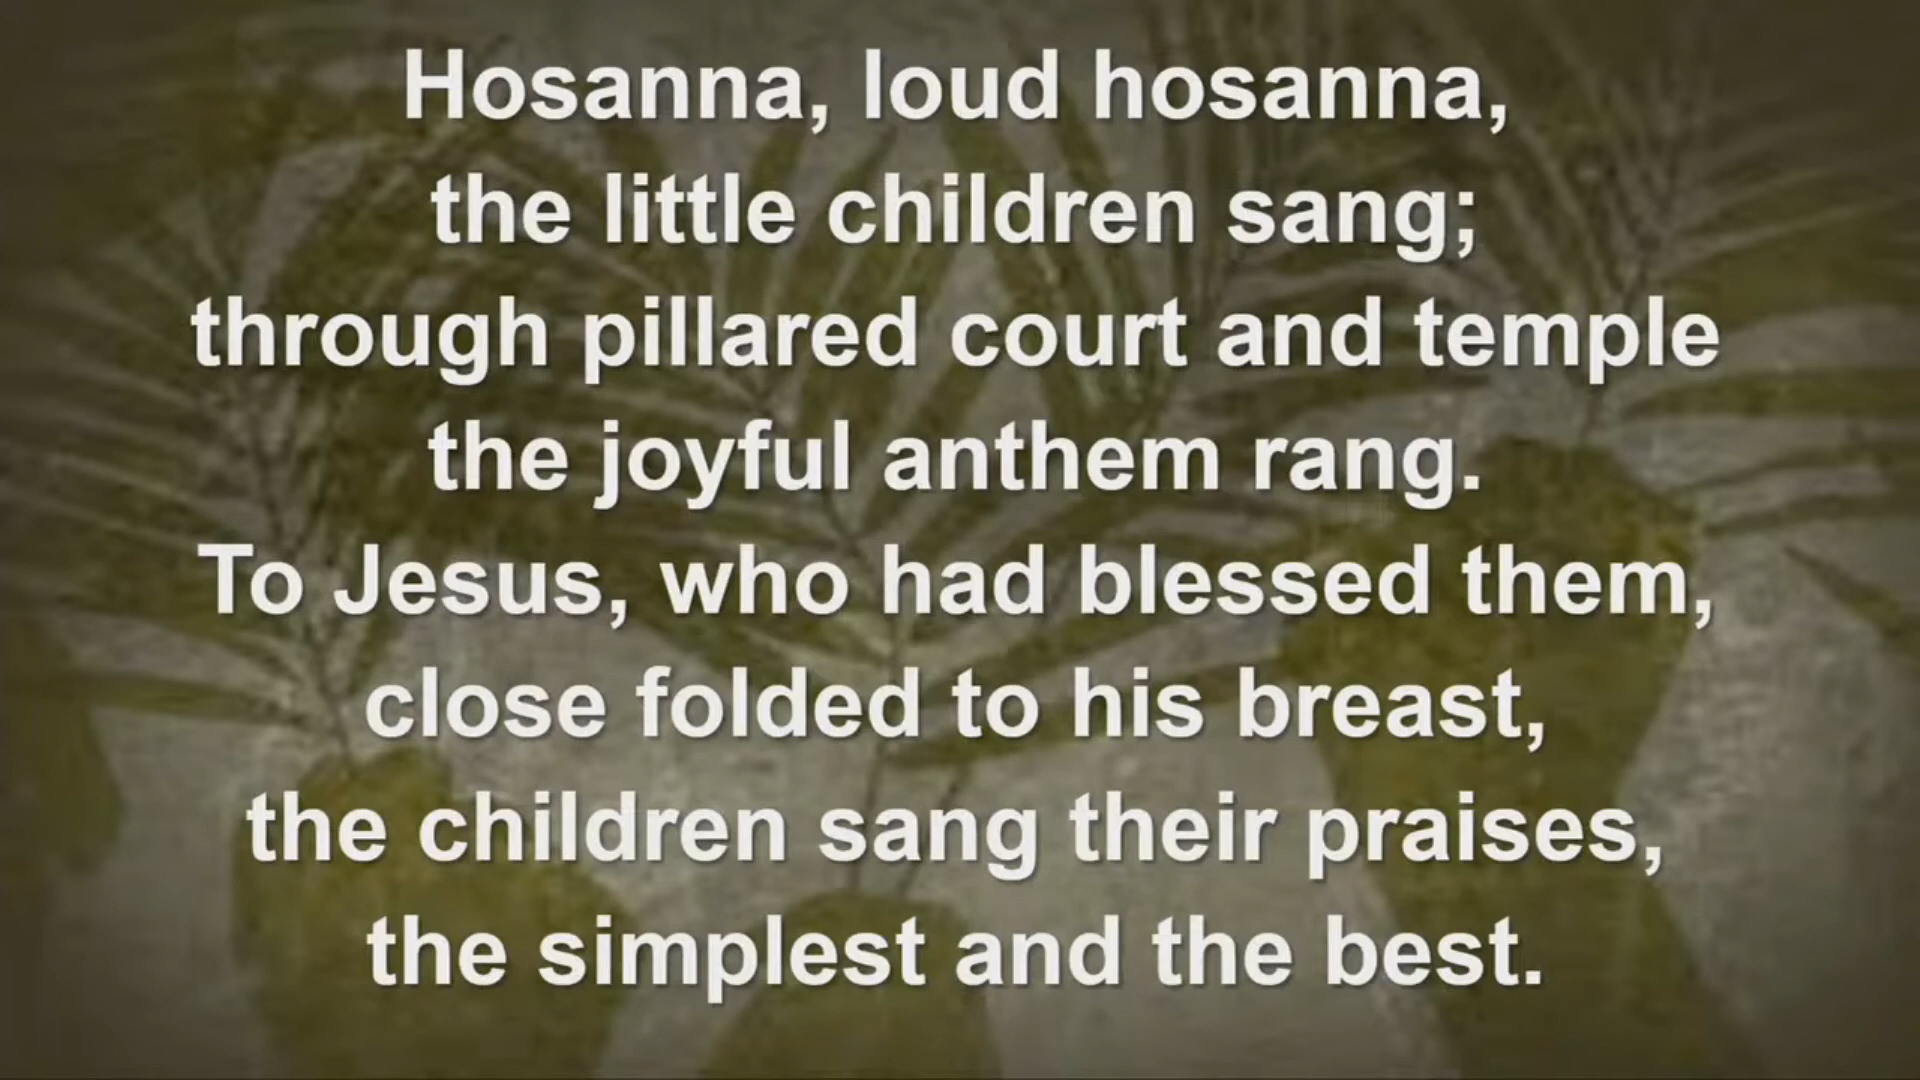 Hosanna, loud hosanna,
the little children sang;
through pillared court and temple
the joyful anthem rang.
To Jesus, who had blessed them,
close folded to his breast,
the children sang their praises,
the simplest and the best.